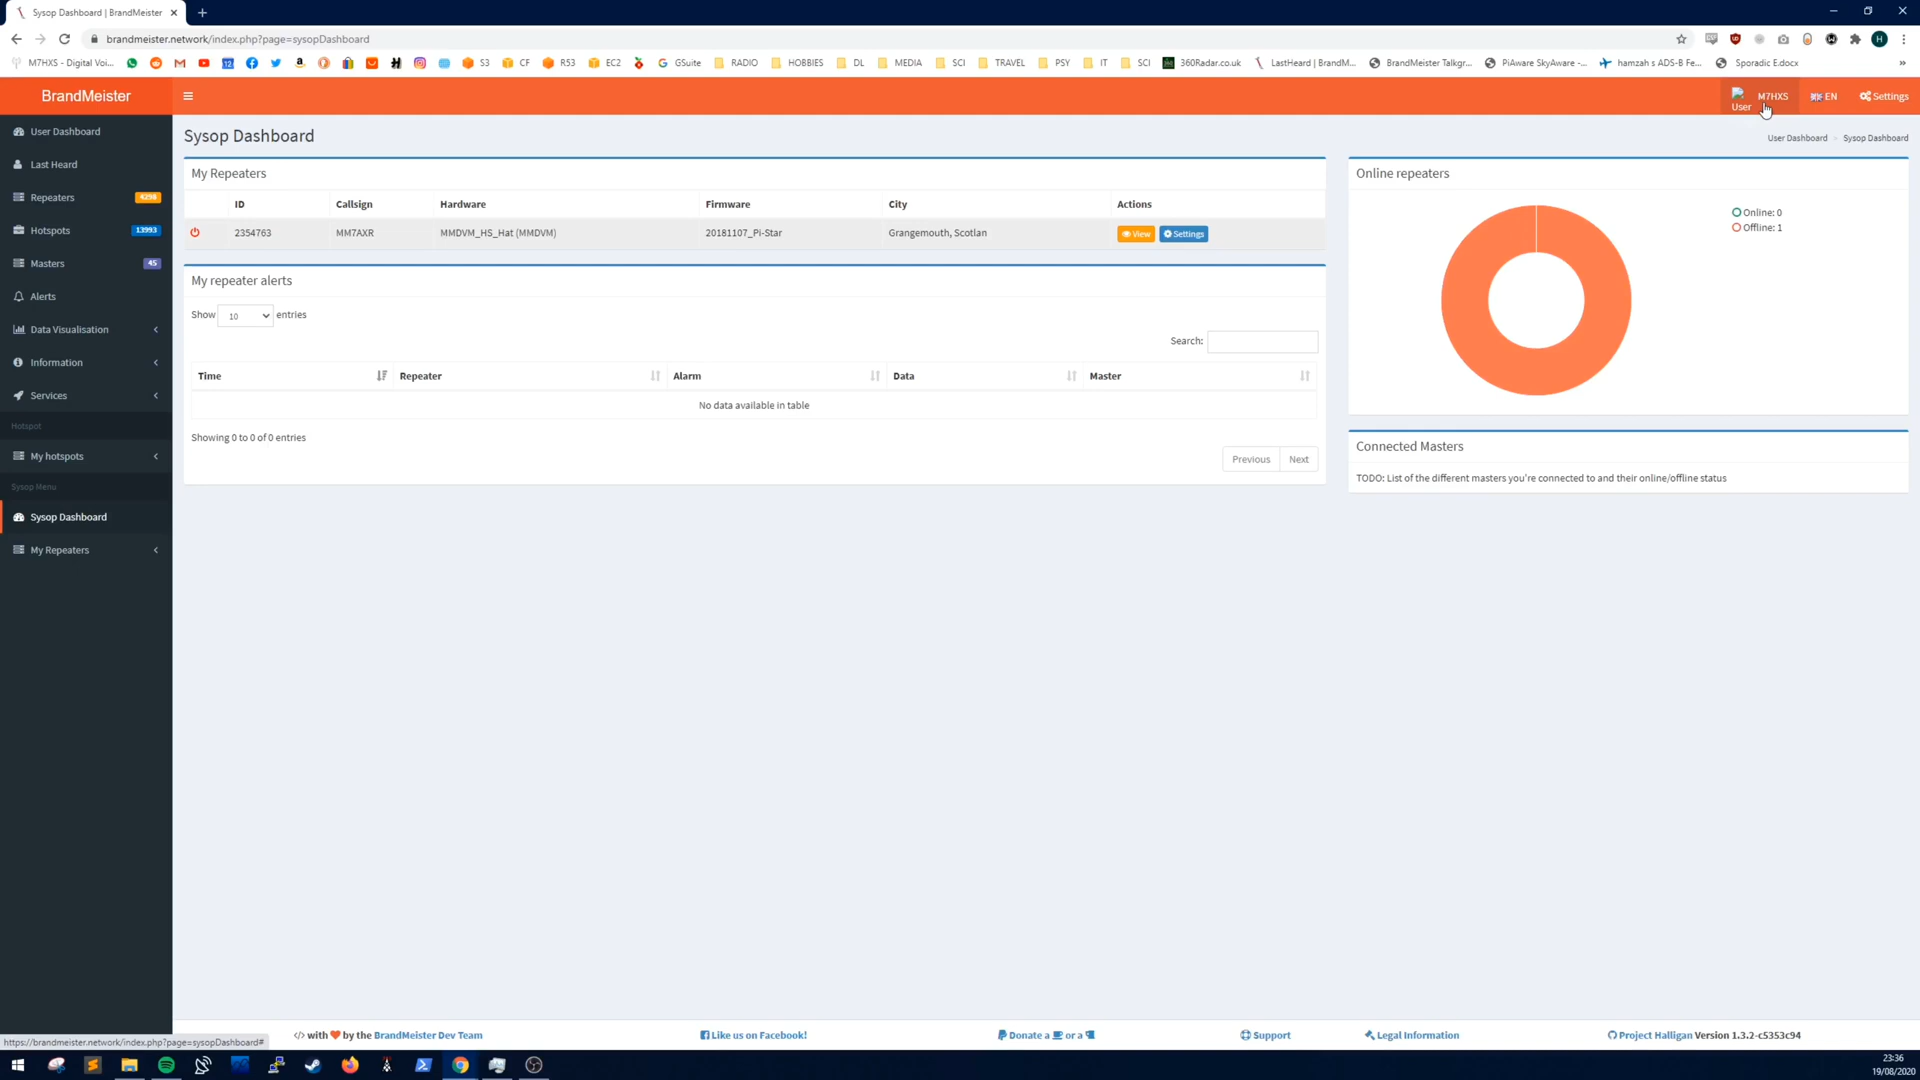 Sysop Dashboard | BrandMeister
brandmeister.network/index.php?page=sysopDashboard
M7HXS - Digital Voi...
S3
CF
R53
EC2
GSuite
RADIO
HOBBIES
DL
MEDIA
SCI
TRAVEL
PSY
IT
SCI
360Radar.co.uk
LastHeard | BrandM...
BrandMeister Talkgr...
PiAware SkyAware -...
hamzah s ADS-B Fe...
Sporadic E.docx
»
BrandMeister
User
M7HXS
EN
Settings
User Dashboard
Last Heard
Repeaters 4298
Hotspots 13993
Masters 45
Alerts
Data Visualisation
Information
Services
Hotspot
My hotspots
Sysop Menu
Sysop Dashboard
My Repeaters
Sysop Dashboard
User Dashboard
Sysop Dashboard
My Repeaters
ID Callsign Hardware Firmware City Actions
2354763 MM7AXR MMDVM_HS_Hat (MMDVM) 20181107_Pi-Star Grangemouth, Scotlan View Settings
My repeater alerts
Show 10 entries
Search:
Time Repeater Alarm Data Master
No data available in table
Showing 0 to 0 of 0 entries
Previous Next
Online repeaters
Online: 0
Offline: 1
Connected Masters
TODO: List of the different masters you're connected to and their online/offline status
https://brandmeister.network/index.php?page=sysopDashboard#
</> with by the BrandMeister Dev Team
Like us on Facebook!
Donate a or a
Support
Legal Information
Project Halligan Version 1.3.2-c5353c94
23:36
19/08/2020